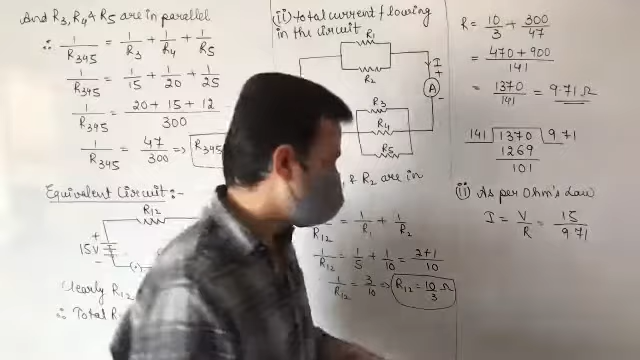 And R3, R4 & R5 are in parallel
∴ 1/R345 = 1/R3 + 1/R4 + 1/R5
1/R345 = 1/15 + 1/20 + 1/25
1/R345 = 20 + 15 + 12 / 300
1/R345 = 47/300 => R345
Equivalent Circuit:-
R12
+
15V
-
Clearly R12
∴ Total R
(ii) total current flowing
in the circuit
R1
R2
I
+
A
-
R3
R4
R5
& R2 are in
1/R12 = 1/R1 + 1/R2
1/R12 = 1/5 + 1/10 = 2+1/10
1/R12 = 3/10 => R12 = 10/3 Ω
R = 10/3 + 300/47
= 470 + 900 / 141
= 1370/141 = 9.71 Ω
141 1370 9.71
1269
101
(ii) As per Ohm's Law
I = V/R = 15/9.71